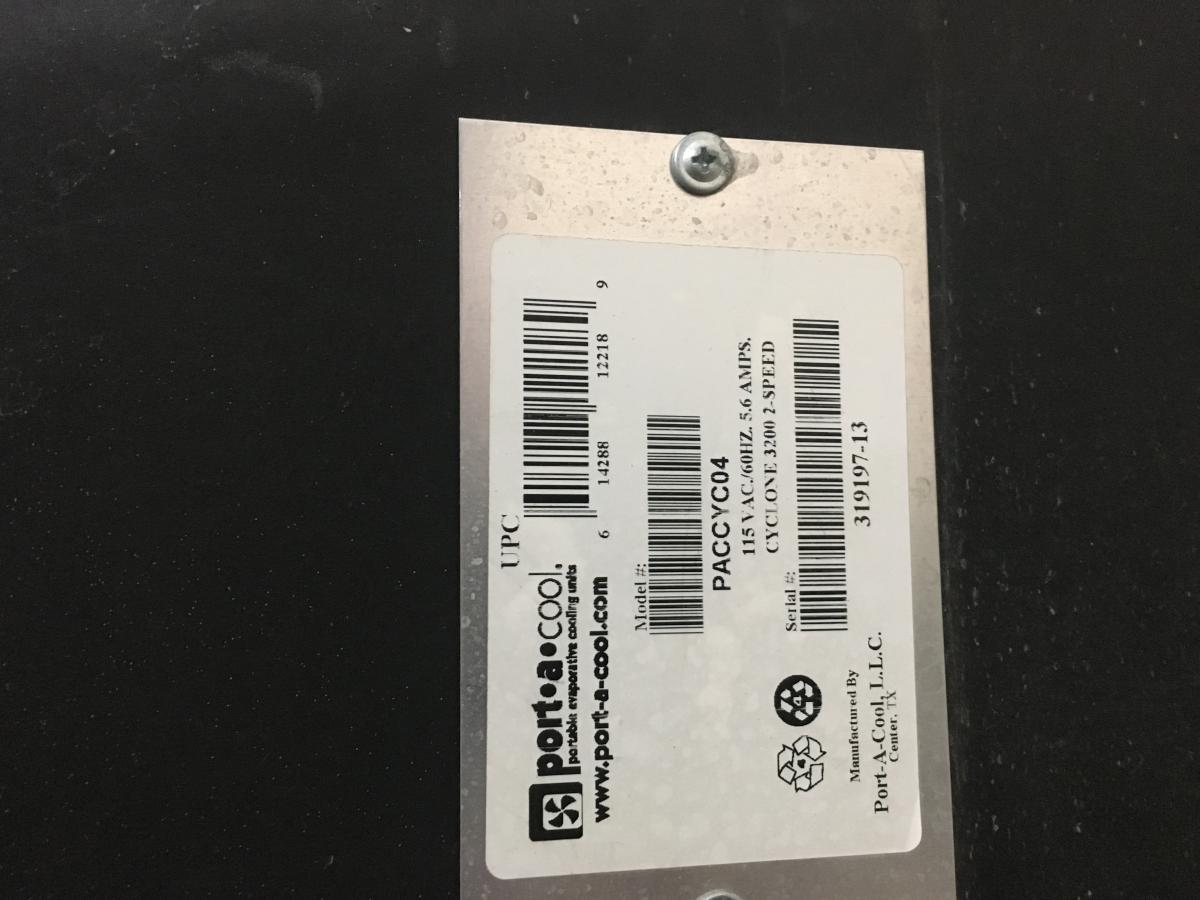 port•a•cool.
portable evaporative cooling units
www.port-a-cool.com
UPC
6 14288 12218 9
Model #:
PACCYC04
115 VAC./60HZ. 5.6 AMPS.
CYCLONE 3200 2-SPEED
Serial #:
319197-13
Manufactured By
Port-A-Cool, L.L.C.
Center, TX